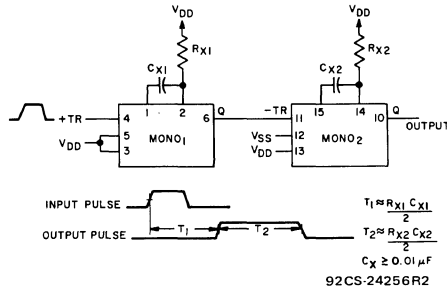 VDD VDD
RX1 RX2
CX1 CX2
1 2 15 14
+TR 4 6 Q -TR 11 10 Q
OUTPUT
5 VSS 12
VDD MONO1 MONO2
3 VDD 13
INPUT PULSE T1 ≈ RX1 CX1 / 2
OUTPUT PULSE T1 T2 T2 ≈ RX2 CX2 / 2
CX ≥ 0.01 μF
92CS-24256R2